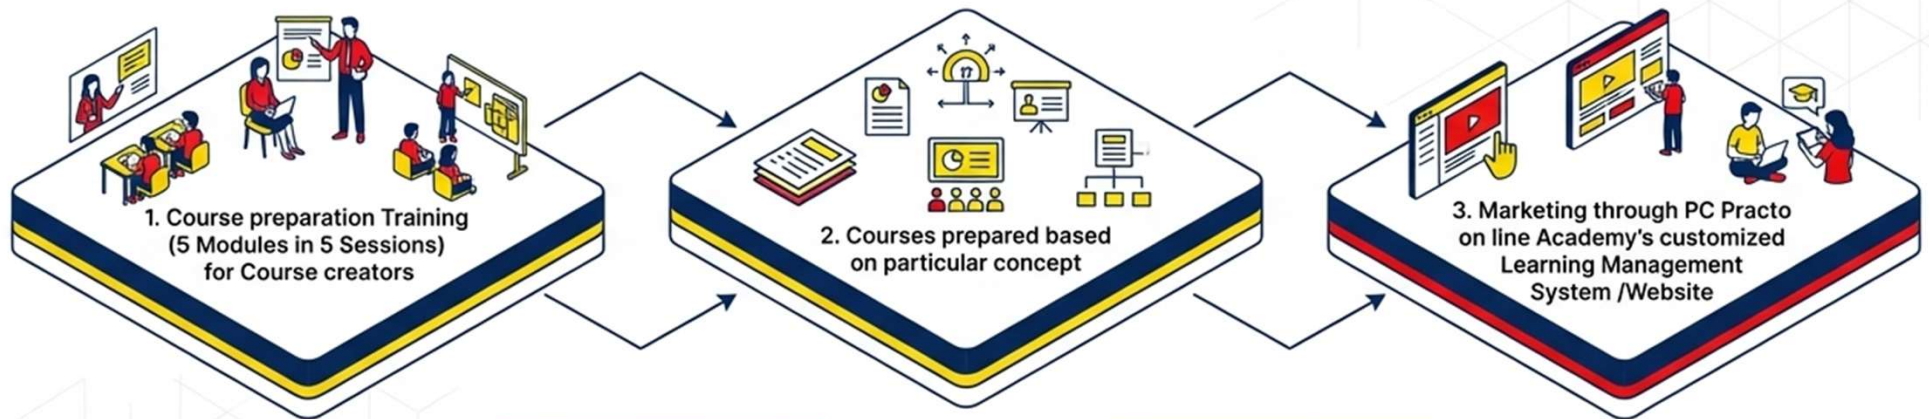 1. Course preparation Training
(5 Modules in 5 Sessions)
for Course creators
2. Courses prepared based
on particular concept
3. Marketing through PC Practo
on line Academy's customized
Learning Management
System /Website